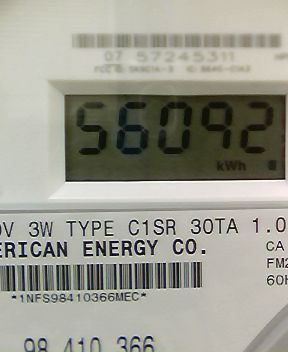 07 57245311
56092
kWh
V 3W TYPE C1SR 30TA 1.0
ERICAN ENERGY CO.
CA
FM2
60H
*1NFS98410366MEC*
98 410 366